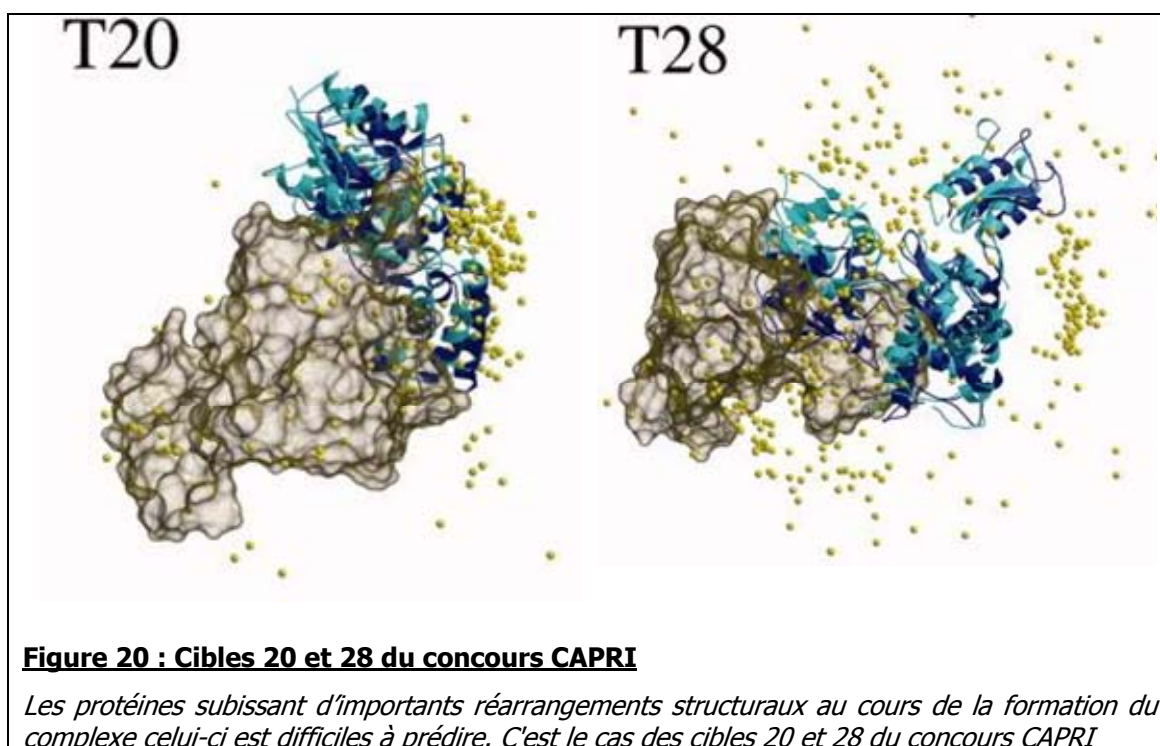 T20
T28
Figure 20 : Cibles 20 et 28 du concours CAPRI
Les protéines subissant d'importants réarrangements structuraux au cours de la formation du
complexe celui-ci est difficiles à prédire. C'est le cas des cibles 20 et 28 du concours CAPRI